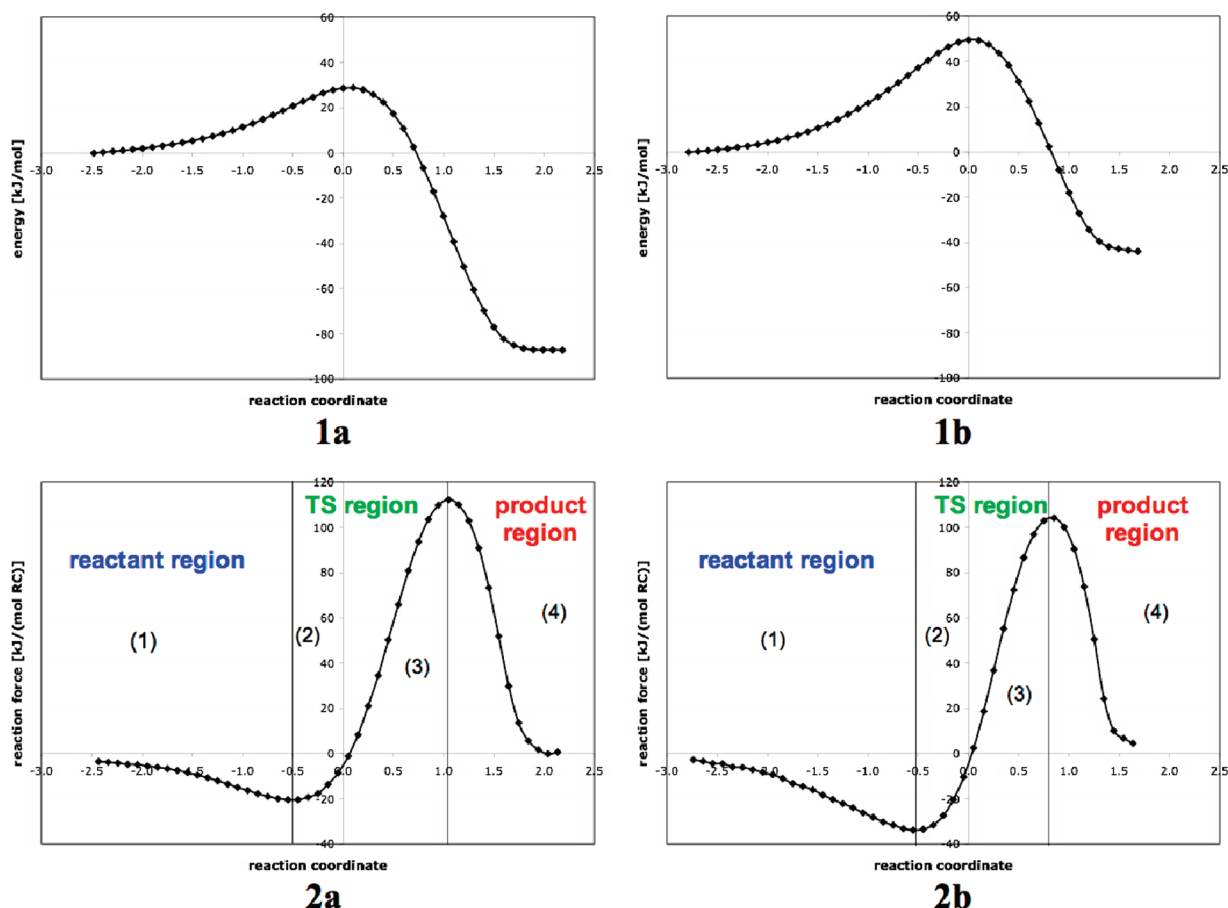 60
40
20
0
-20
-40
-60
-80
-100
-3.0 -2.5 -2.0 -1.5 -1.0 -0.5 0.0 0.5 1.0 1.5 2.0 2.5
energy [kJ/mol]
reaction coordinate
1a
60
40
20
0
-20
-40
-60
-80
-100
-3.0 -2.5 -2.0 -1.5 -1.0 -0.5 0.0 0.5 1.0 1.5 2.0 2.5
energy [kJ/mol]
reaction coordinate
1b
120
100
80
60
40
20
0
-20
-40
-3.0 -2.5 -2.0 -1.5 -1.0 -0.5 0.0 0.5 1.0 1.5 2.0 2.5
TS region
product
region
reactant region
(1)
(2)
(3)
(4)
reaction force [kJ/(mol RC)]
reaction coordinate
2a
120
100
80
60
40
20
0
-20
-40
-3.0 -2.5 -2.0 -1.5 -1.0 -0.5 0.0 0.5 1.0 1.5 2.0 2.5
TS region
product
region
reactant region
(1)
(2)
(3)
(4)
reaction force [kJ/(mol RC)]
reaction coordinate
2b